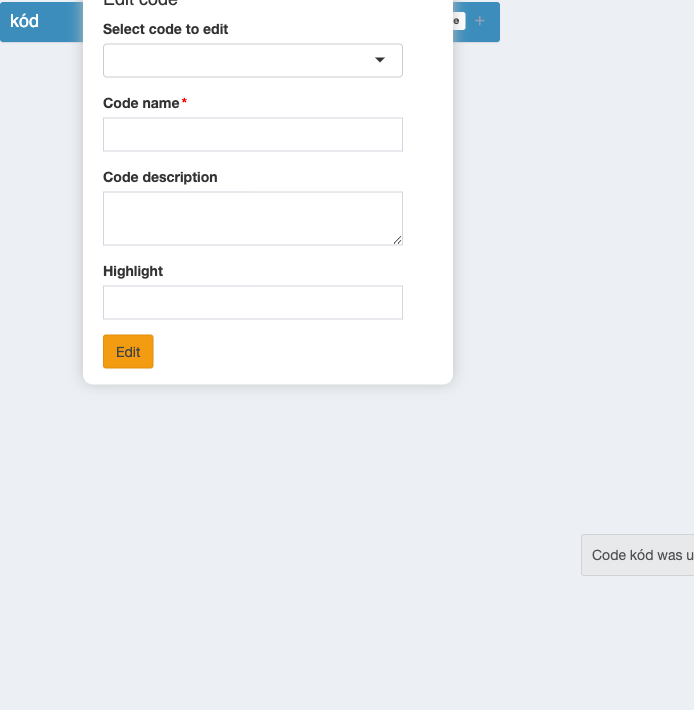 Edit code
kód
Select code to edit
Code name*
Code description
Highlight
Edit
Code kód was